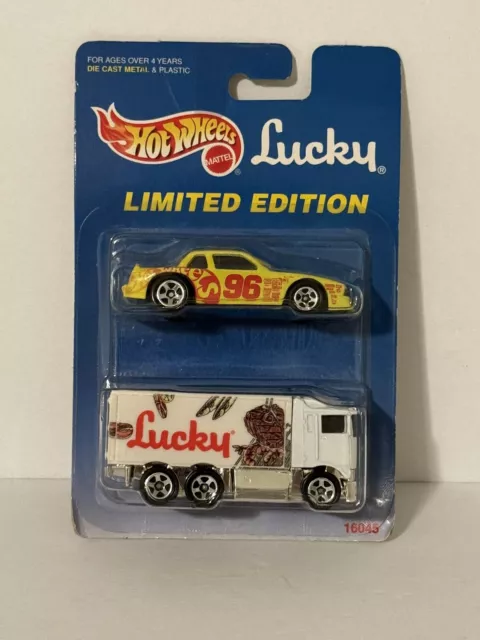 FOR AGES OVER 4 YEARS
DIE CAST METAL & PLASTIC
HOT WHEELS
MATTEL
®
Lucky®
LIMITED EDITION
96
Lucky®
16045